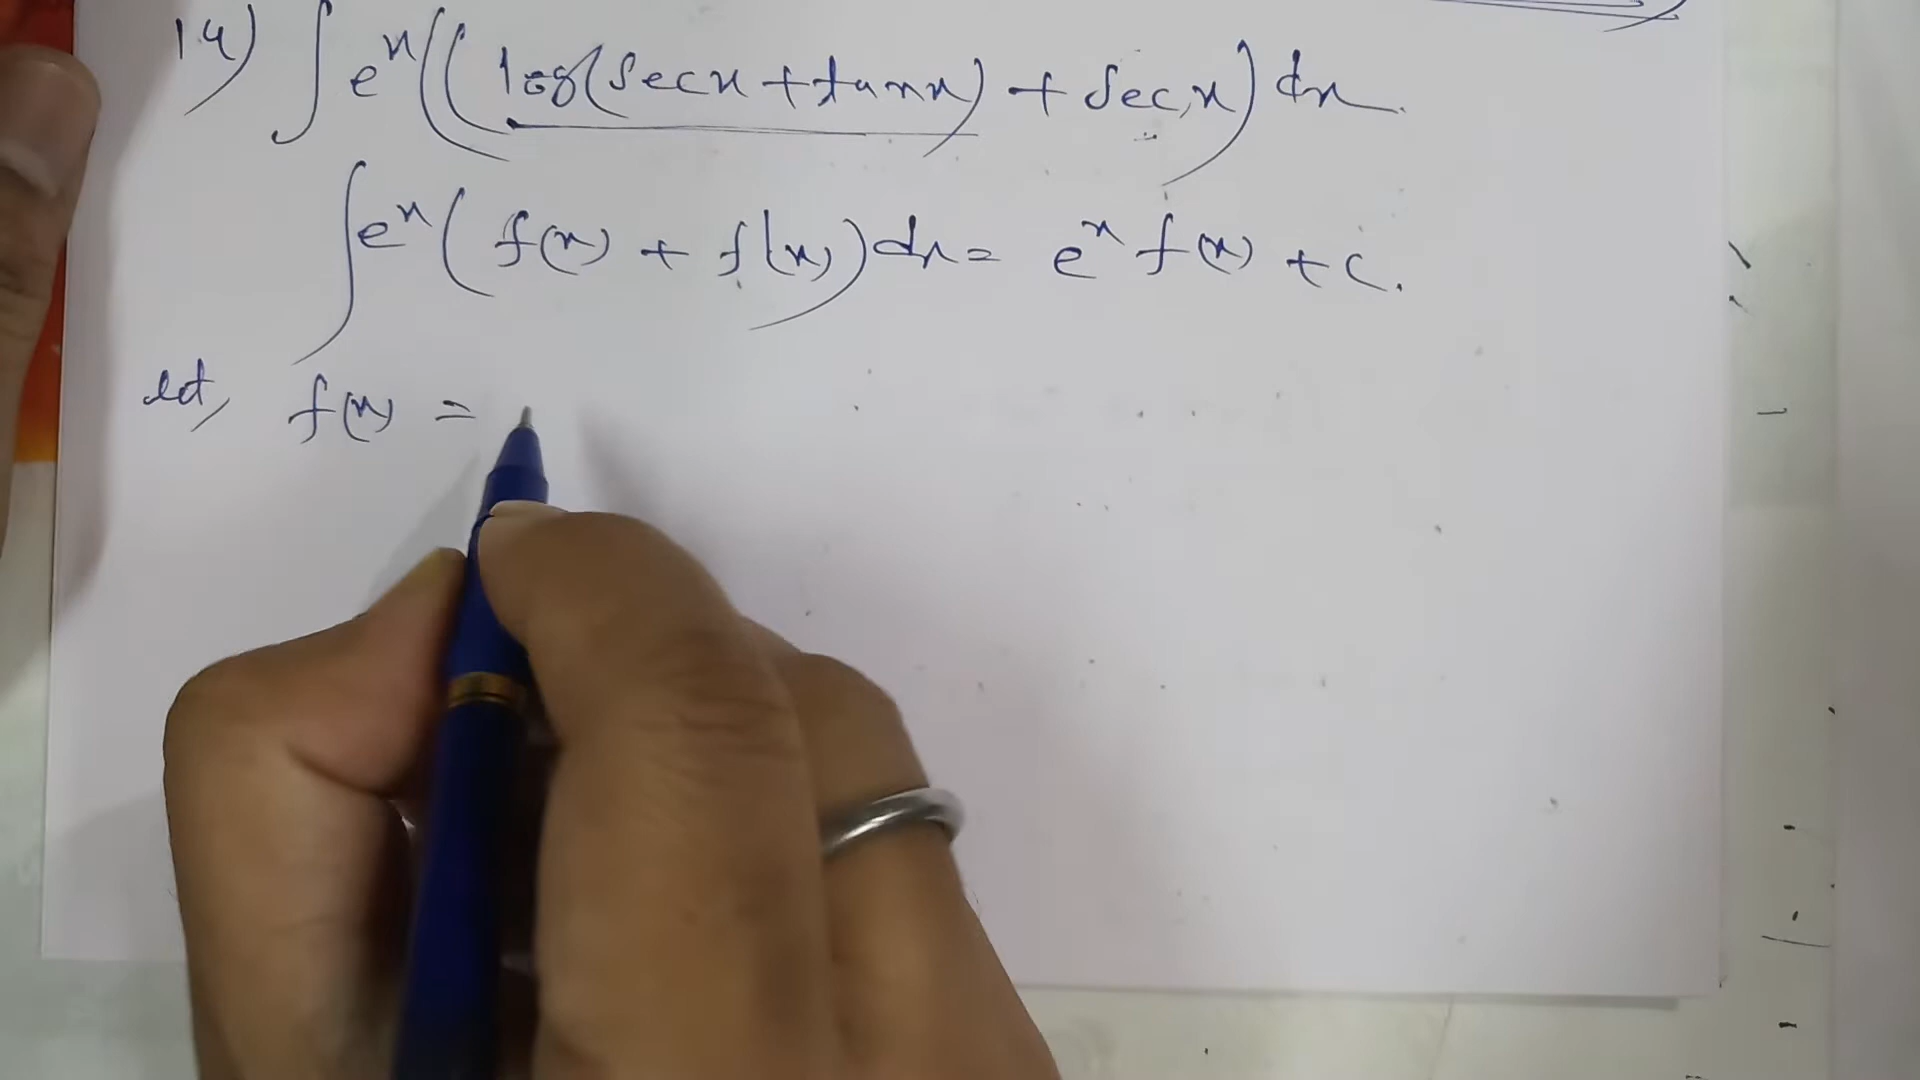 14) ∫ eˣ((log(secx + tanx) + secx) dx.
∫eˣ( f(x) + f'(x))dx = eˣ f(x) + c.
let, f(x) =